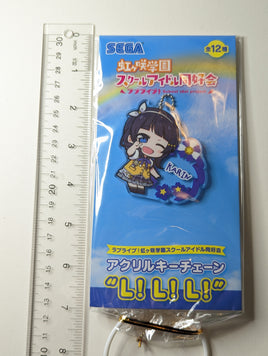 SEGA
全12種
虹ヶ咲学園
スクールアイドル同好会
ラブライブ! School idol project
KARIN
ラブライブ!虹ヶ咲学園スクールアイドル同好会
アクリルキーチェーン
"L! L! L!"